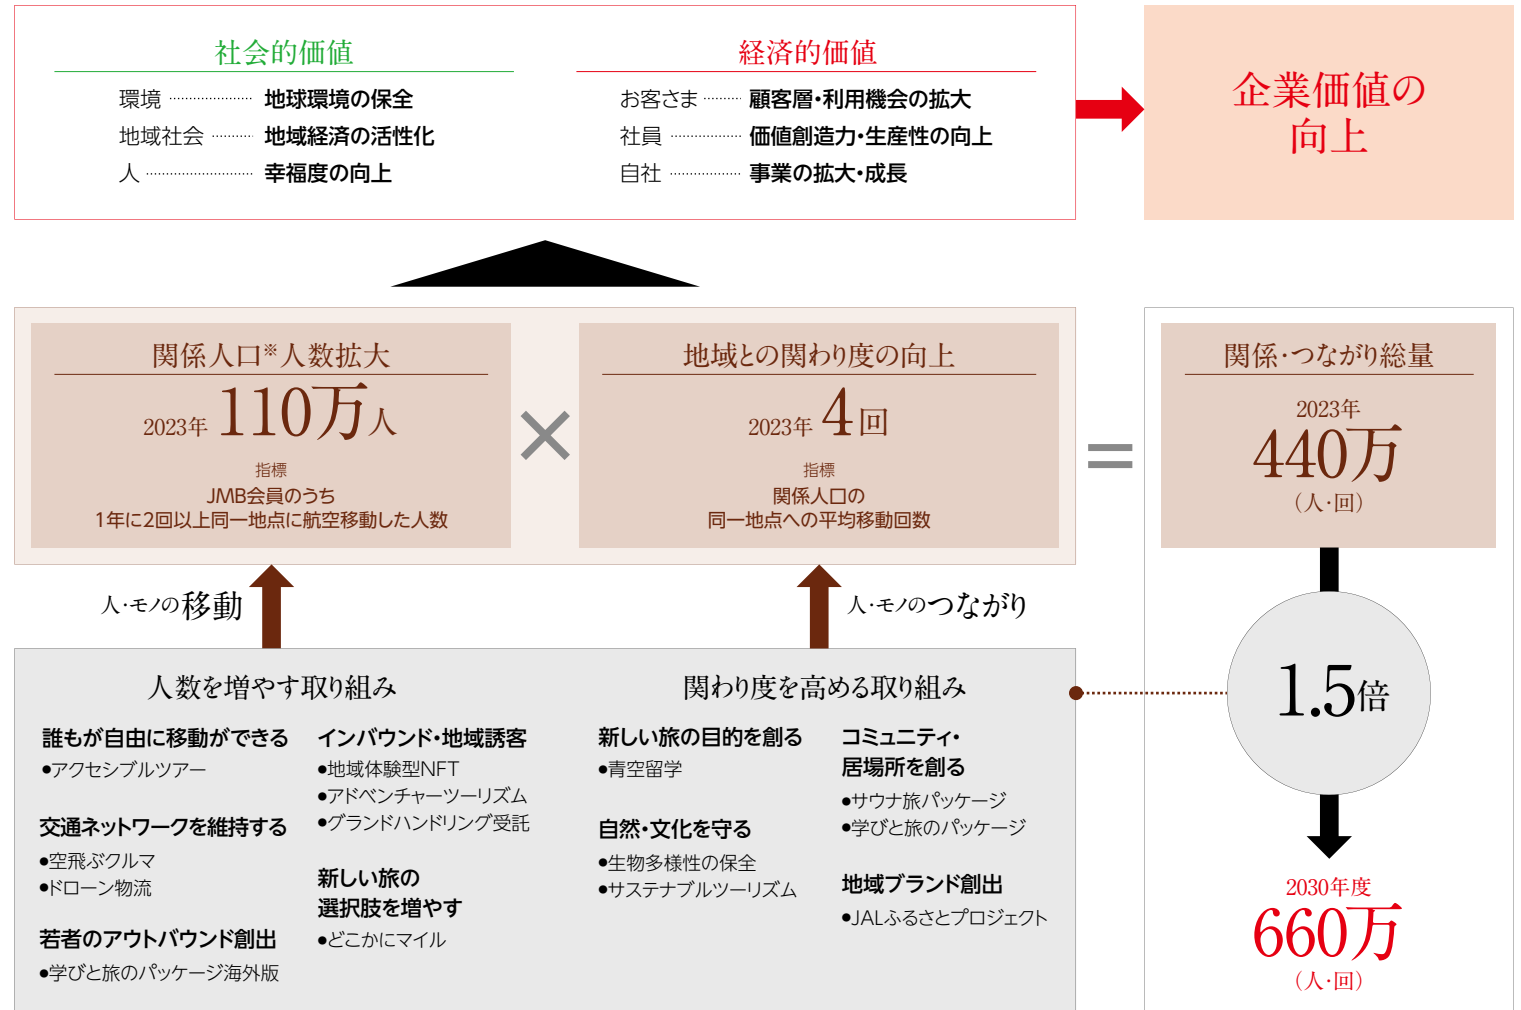 社会的価値
環境 地球環境の保全
地域社会 地域経済の活性化
人 幸福度の向上
経済的価値
お客さま 顧客層・利用機会の拡大
社員 価値創造力・生産性の向上
自社 事業の拡大・成長
企業価値の
向上
関係人口※人数拡大
2023年 110万人
指標
JMB会員のうち
1年に2回以上同一地点に航空移動した人数
×
地域との関わり度の向上
2023年 4回
指標
関係人口の
同一地点への平均移動回数
=
関係・つながり総量
2023年
440万
（人・回）
人・モノの移動
人・モノのつながり
人数を増やす取り組み
誰もが自由に移動ができる
●アクセシブルツアー
交通ネットワークを維持する
●空飛ぶクルマ
●ドローン物流
若者のアウトバウンド創出
●学びと旅のパッケージ海外版
インバウンド・地域誘客
●地域体験型NFT
●アドベンチャーツーリズム
●グランドハンドリング受託
新しい旅の
選択肢を増やす
●どこかにマイル
関わり度を高める取り組み
新しい旅の目的を創る
●青空留学
自然・文化を守る
●生物多様性の保全
●サステナブルツーリズム
コミュニティ・
居場所を創る
●サウナ旅パッケージ
●学びと旅のパッケージ
地域ブランド創出
●JALふるさとプロジェクト
1.5倍
2030年度
660万
（人・回）